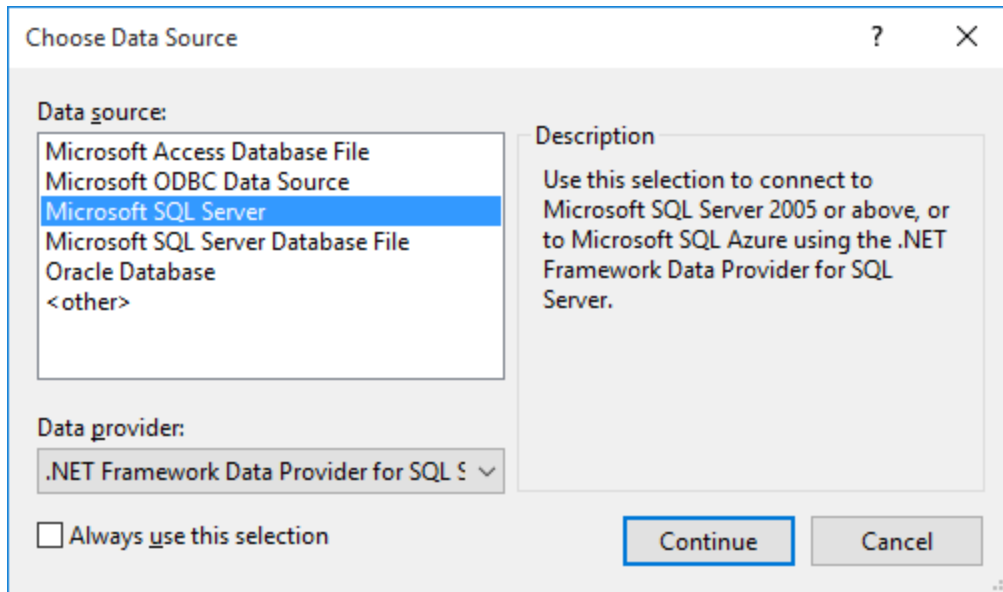 Choose Data Source
?
Data source:
Microsoft Access Database File
Microsoft ODBC Data Source
Microsoft SQL Server
Microsoft SQL Server Database File
Oracle Database
<other>
Description
Use this selection to connect to
Microsoft SQL Server 2005 or above, or
to Microsoft SQL Azure using the .NET
Framework Data Provider for SQL
Server.
Data provider:
.NET Framework Data Provider for SQL S
Always use this selection
Continue
Cancel